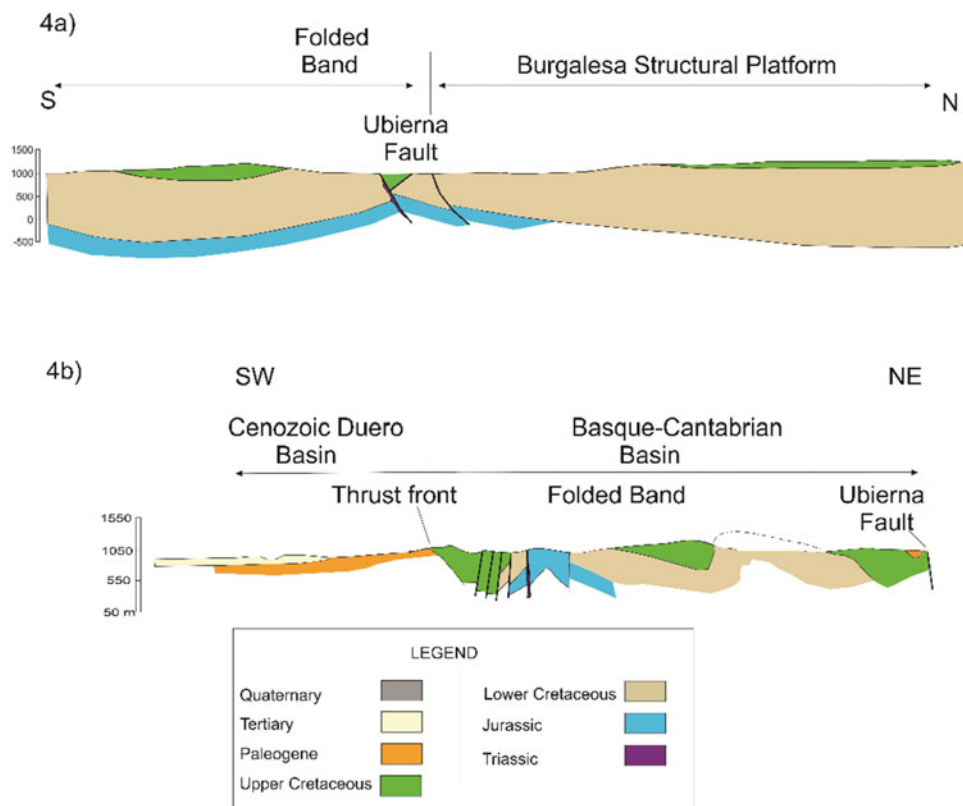 4a)
Folded
Band
Burgalesa Structural Platform
S
N
Ubierna
Fault
1500
1000
500
0
-500
4b)
SW
NE
Cenozoic Duero
Basin
Basque-Cantabrian
Basin
Thrust front
Folded Band
Ubierna
Fault
1550
1050
550
50 m
LEGEND
Quaternary
Tertiary
Paleogene
Upper Cretaceous
Lower Cretaceous
Jurassic
Triassic